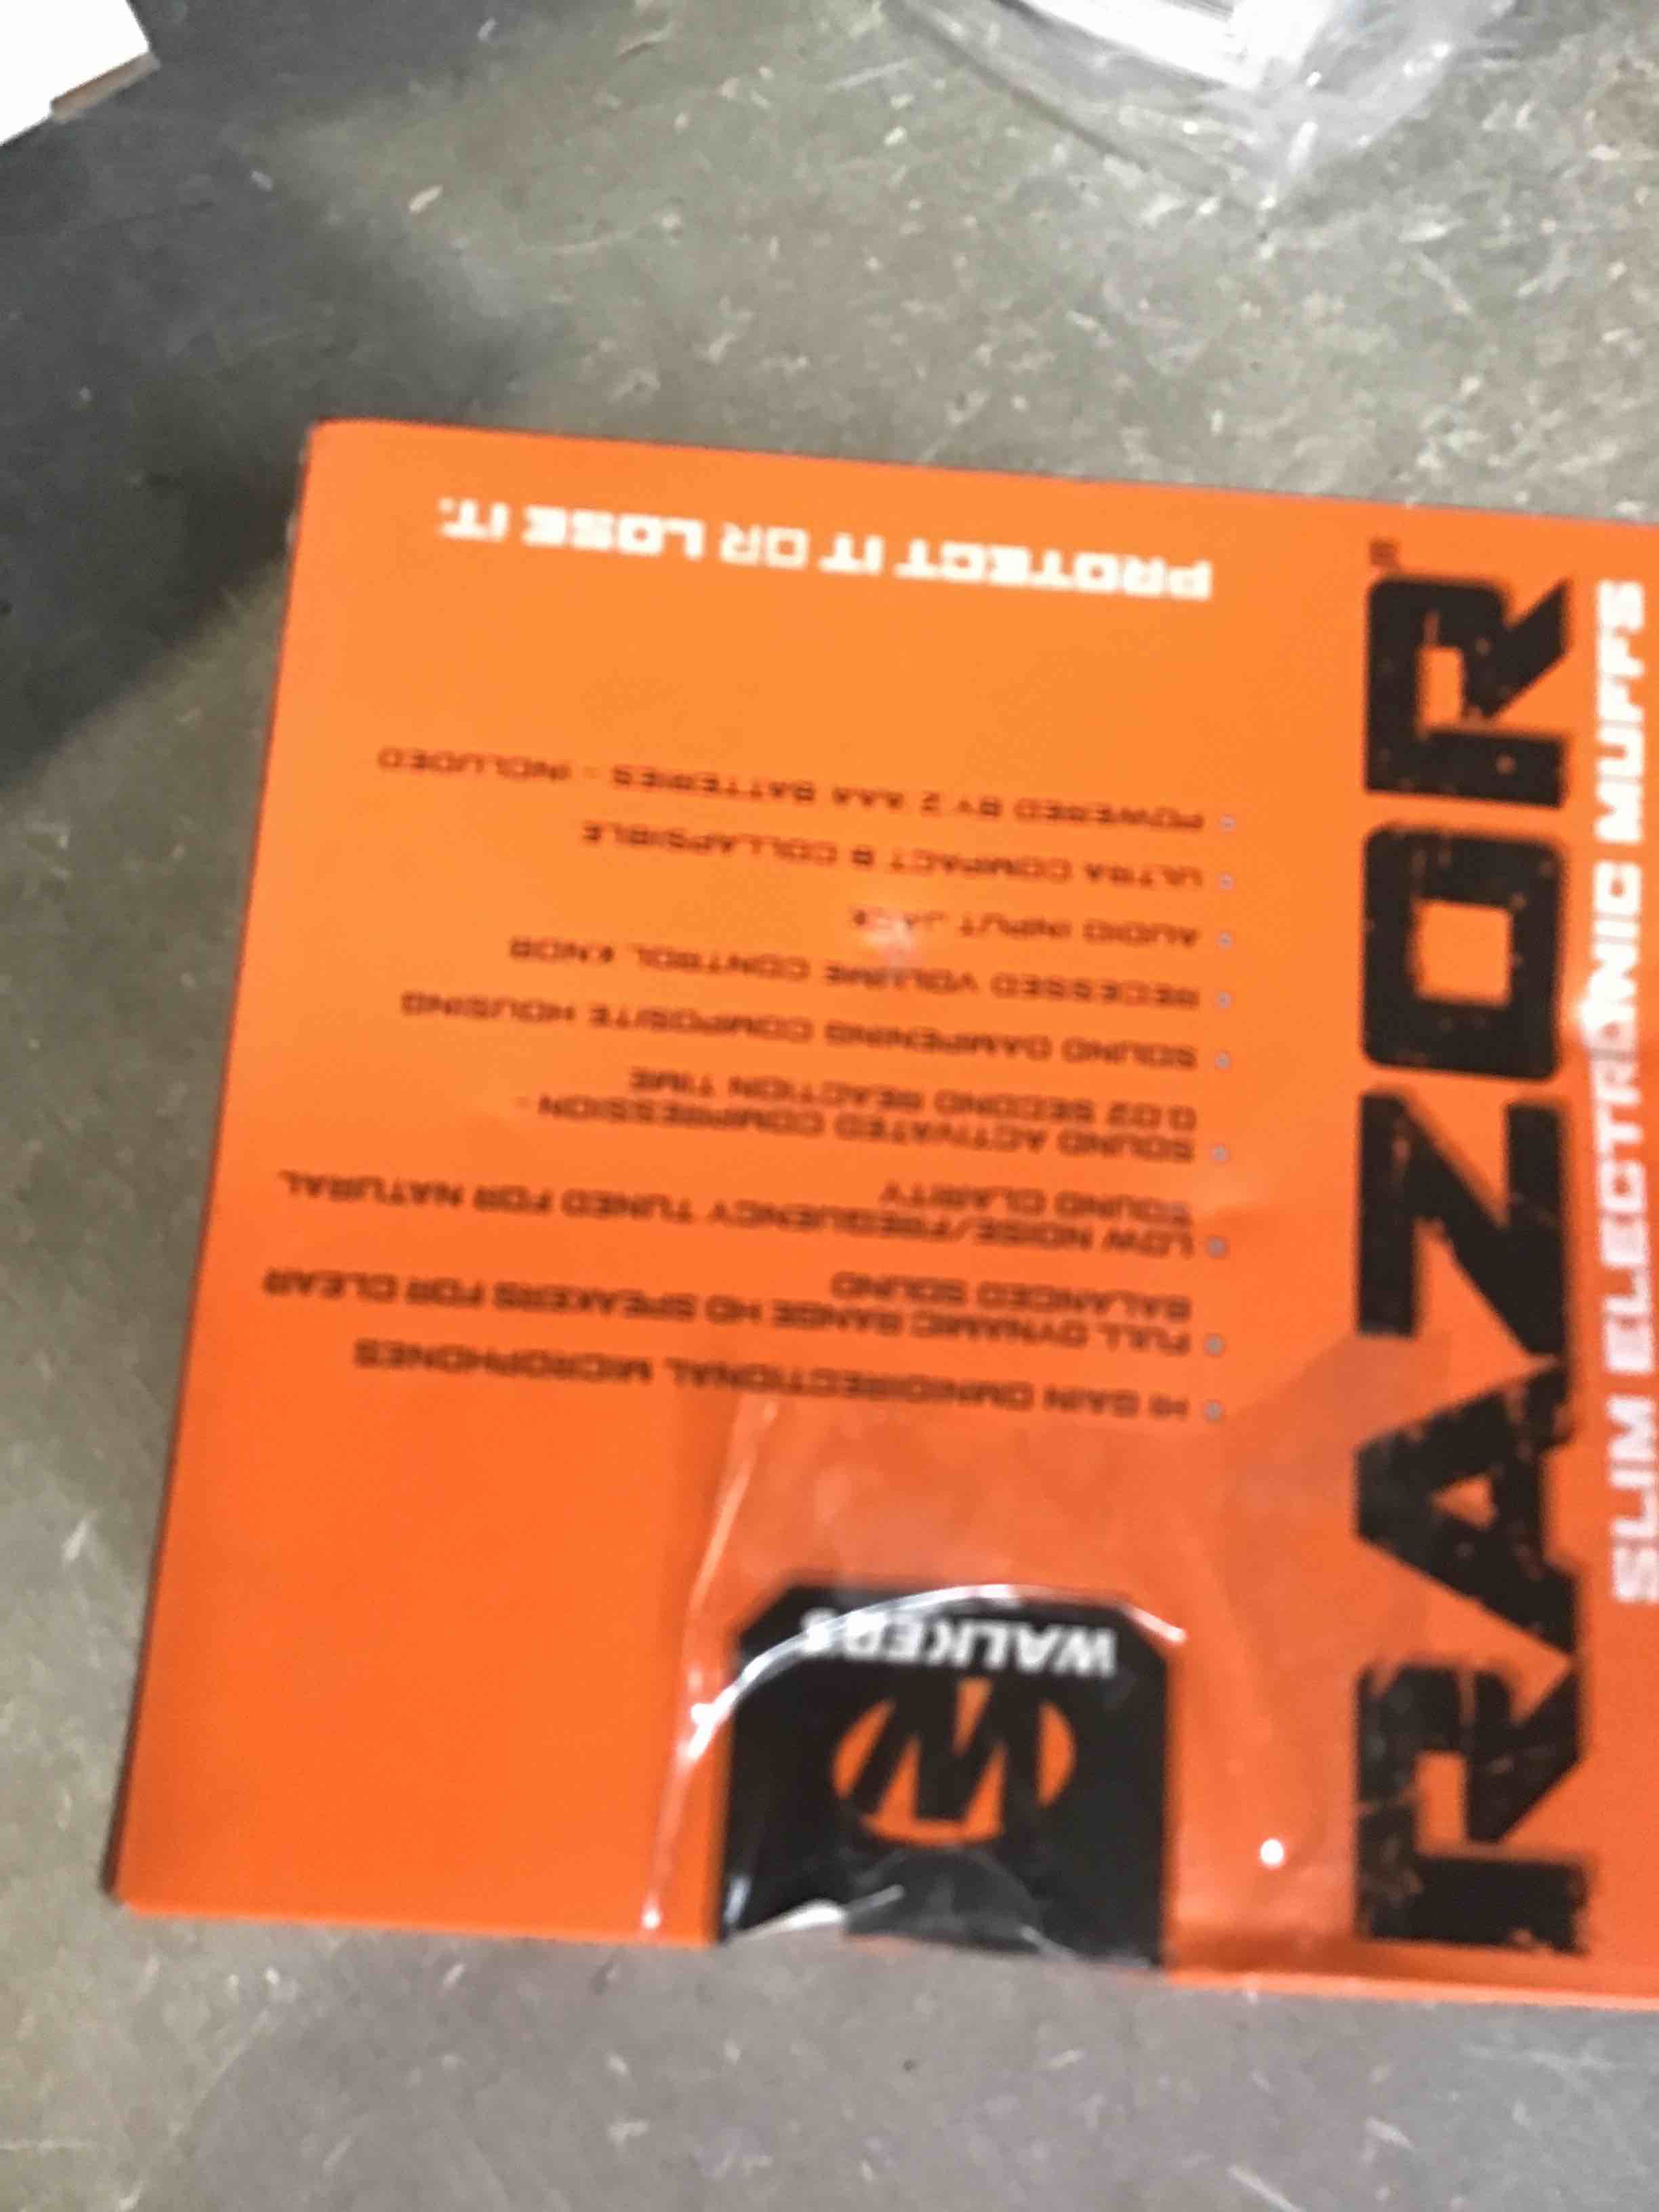 WALKER'S
HI GAIN OMNIDIRECTIONAL MICROPHONES
FULL DYNAMIC RANGE HD SPEAKERS FOR CLEAR
BALANCED SOUND
LOW NOISE/FREQUENCY TUNED FOR NATURAL
SOUND CLARITY
SOUND ACTIVATED COMPRESSION -
0.02 SECOND REACTION TIME
SOUND DAMPENING COMPOSITE HOUSING
RECESSED VOLUME CONTROL KNOB
AUDIO INPUT JACK
ULTRA COMPACT & COLLAPSIBLE
POWERED BY 2 AAA BATTERIES - INCLUDED
PROTECT IT OR LOSE IT.
RAZOR
SLIM ELECTRONIC MUFFS